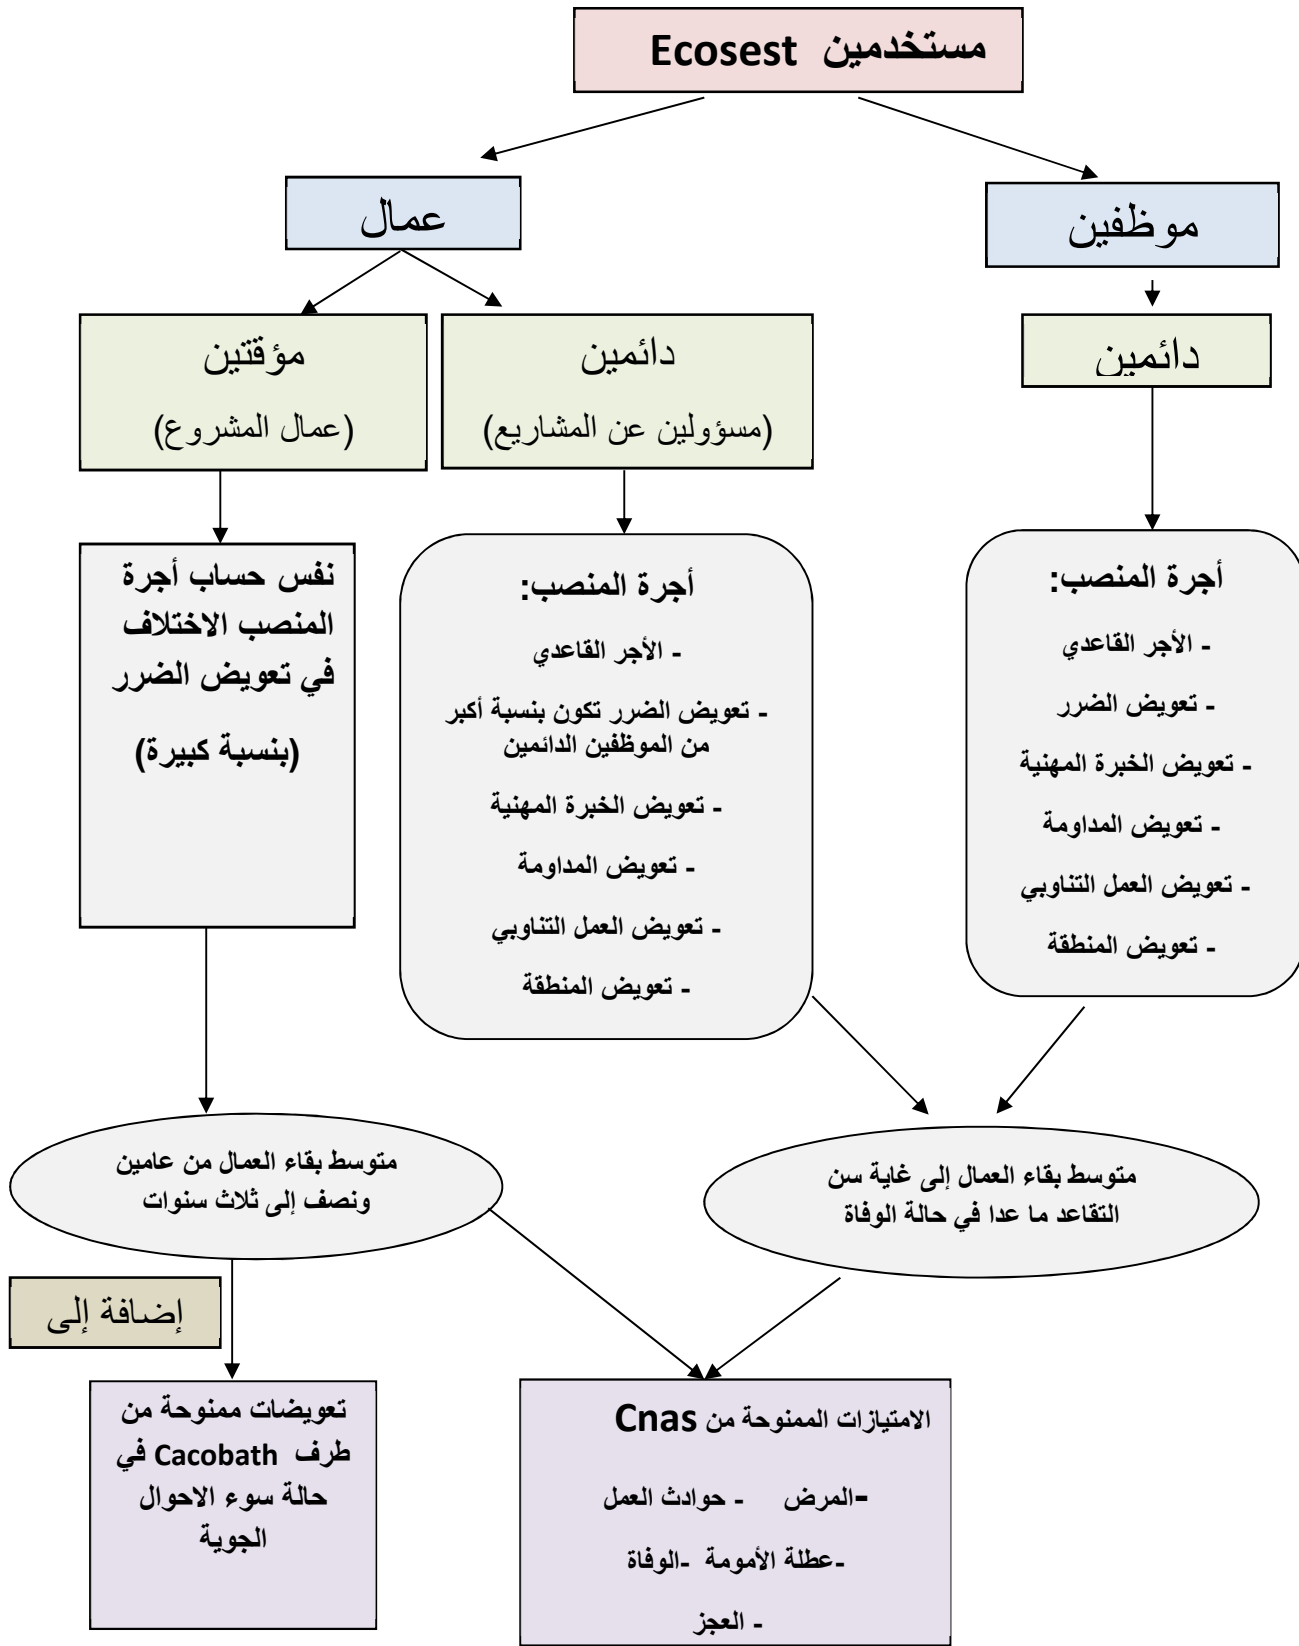 مستخدمين Ecosest
موظفين
عمال
دائمين
دائمين
(مسؤولين عن المشاريع)
مؤقتين
(عمال المشروع)
أجرة المنصب:
- الأجر القاعدي
- تعويض الضرر
- تعويض الخبرة المهنية
- تعويض المداومة
- تعويض العمل التناوبي
- تعويض المنطقة
أجرة المنصب:
- الأجر القاعدي
- تعويض الضرر تكون بنسبة أكبر
من الموظفين الدائمين
- تعويض الخبرة المهنية
- تعويض المداومة
- تعويض العمل التناوبي
- تعويض المنطقة
نفس حساب أجرة
المنصب الاختلاف
في تعويض الضرر
(بنسبة كبيرة)
متوسط بقاء العمال إلى غاية سن
التقاعد ما عدا في حالة الوفاة
متوسط بقاء العمال من عامين
ونصف إلى ثلاث سنوات
إضافة إلى
الامتيازات الممنوحة من Cnas
-المرض - حوادث العمل
-عطلة الأمومة -الوفاة
- العجز
تعويضات ممنوحة من
طرف Cacobath في
حالة سوء الاحوال
الجوية